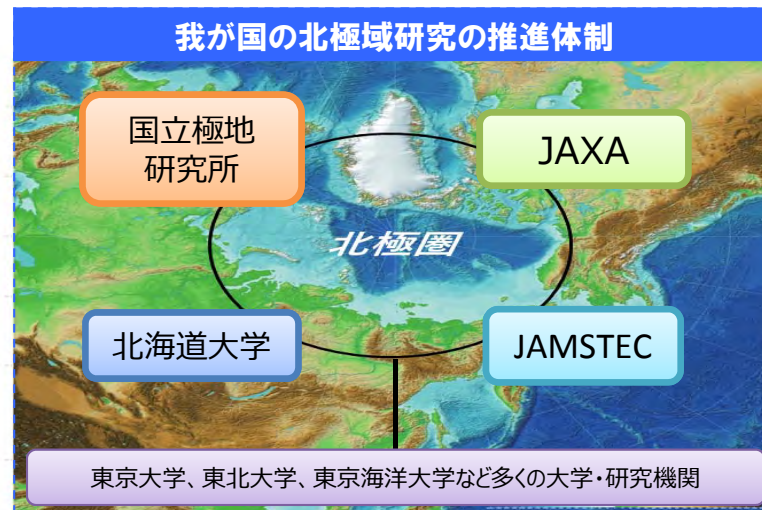 我が国の北極域研究の推進体制
国立極地
研究所
JAXA
北極圏
北海道大学
JAMSTEC
東京大学、東北大学、東京海洋大学など多くの大学・研究機関